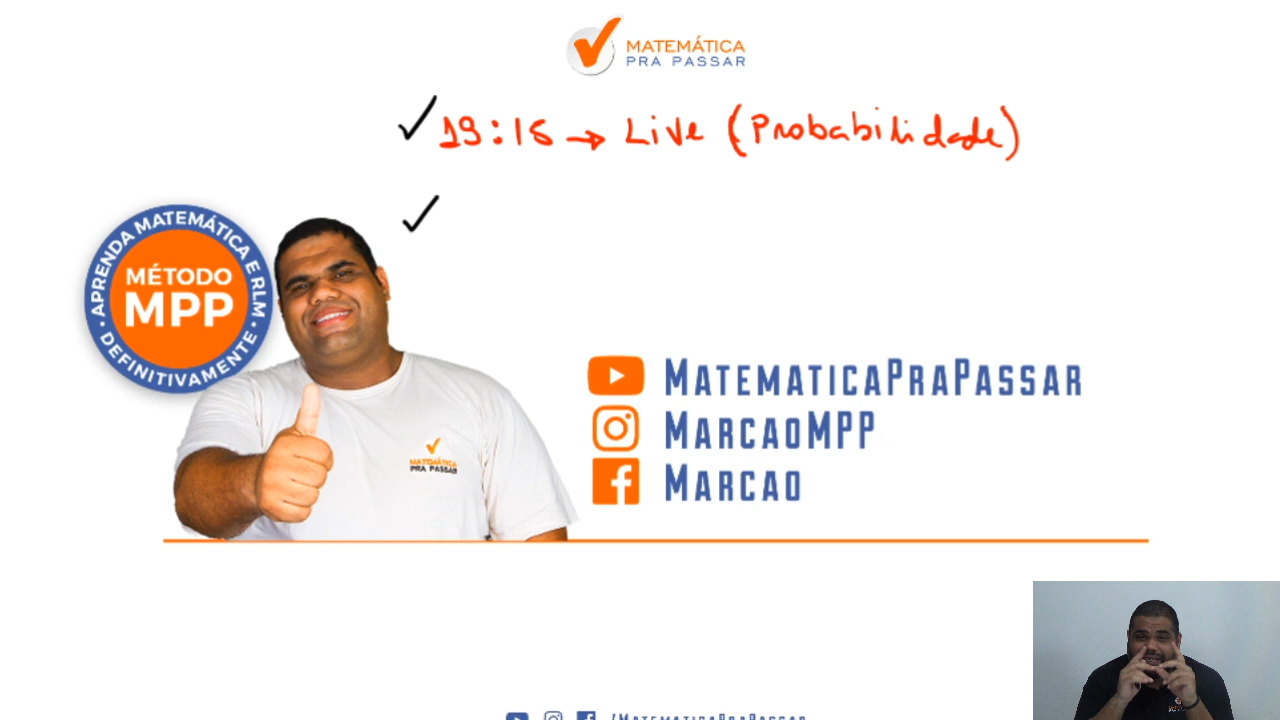 MATEMÁTICA
PRA PASSAR
19:15 → Live (Probabilidade)
APRENDA MATEMÁTICA E RLM
MÉTODO
MPP
DEFINITIVAMENTE
MATEMÁTICA
PRA PASSAR
MATEMATICAPRAPASSAR
MARCAOMPP
MARCAO
/MATEMATICAPRAPASSAR